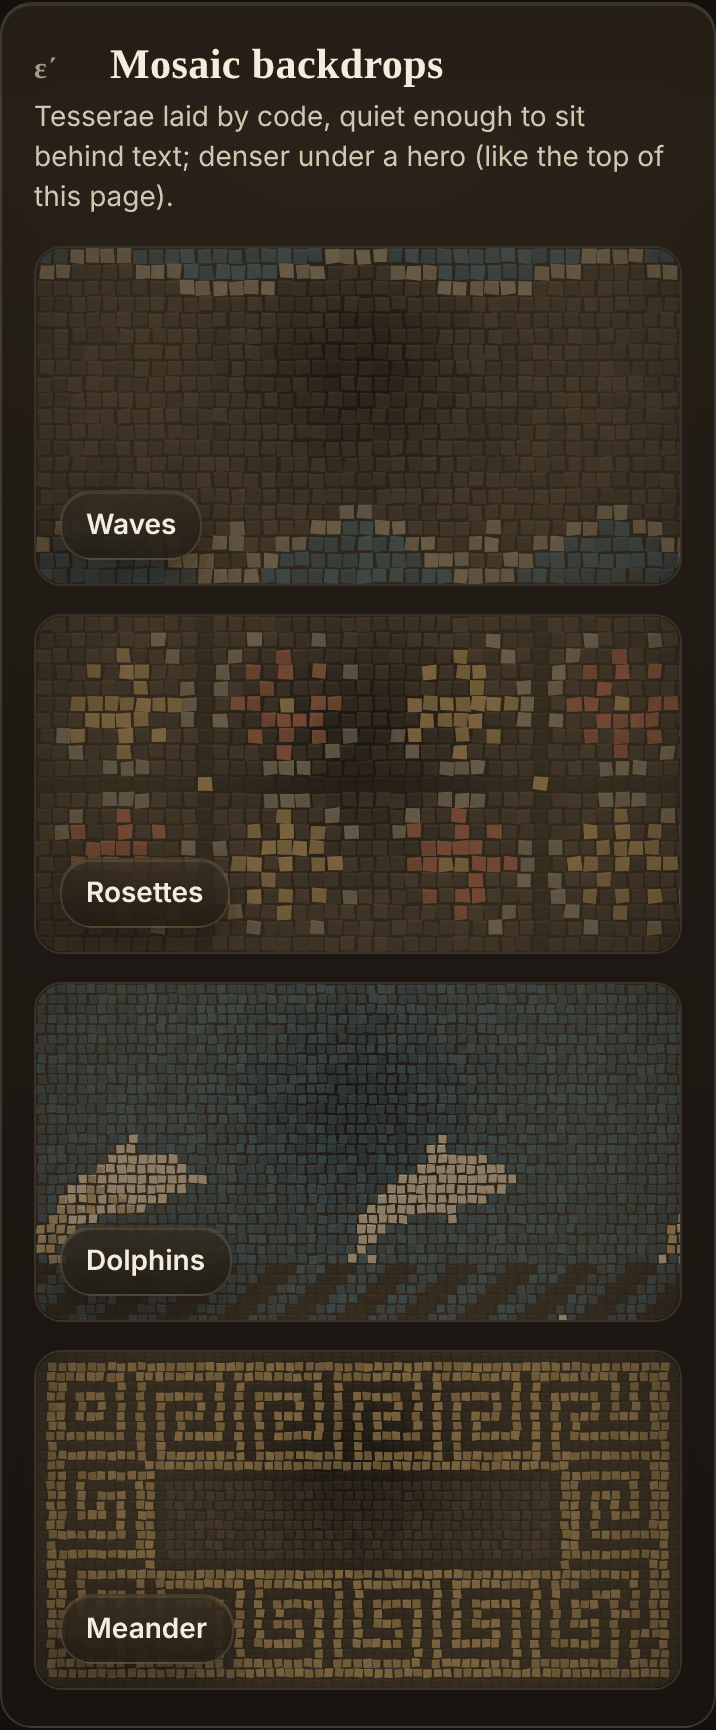 ε΄ Mosaic backdrops
Tesserae laid by code, quiet enough to sit
behind text; denser under a hero (like the top of
this page).
Waves
Rosettes
Dolphins
Meander